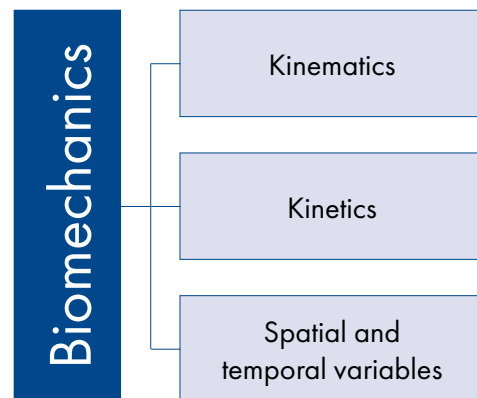 Biomechanics
Kinematics
Kinetics
Spatial and
temporal variables